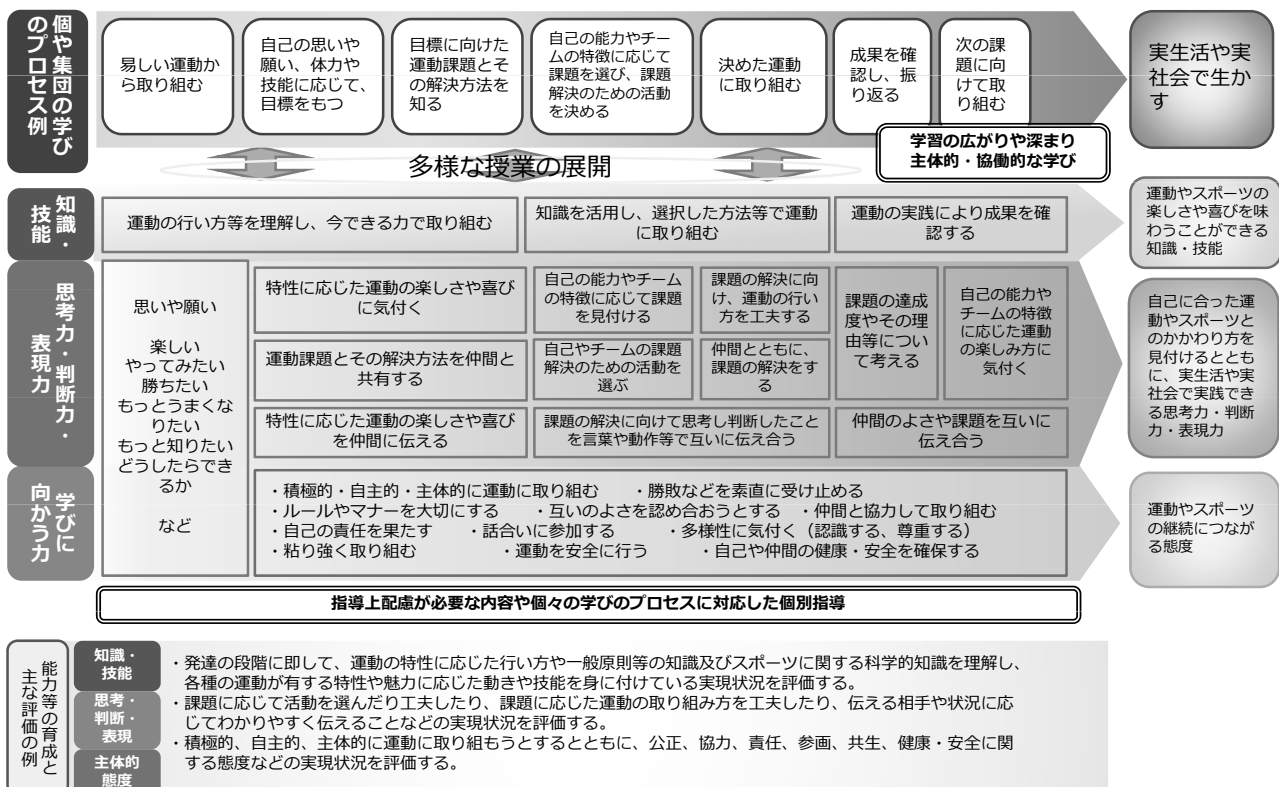 個や集団の学び
のプロセス例
易しい運動か
ら取り組む
自己の思いや
願い、体力や
技能に応じて、
目標をもつ
目標に向けた
運動課題とそ
の解決方法を
知る
自己の能力やチー
ムの特徴に応じて
課題を選び、課題
解決のための活動
を決める
決めた運動
に取り組む
成果を確
認し、振
り返る
次の課
題に向
けて取
り組む
実生活や実
社会で生か
す
学習の広がりや深まり
主体的・協働的な学び
多様な授業の展開
知識・
技能
運動の行い方等を理解し、今できる力で取り組む
知識を活用し、選択した方法等で運動
に取り組む
運動の実践により成果を確
認する
運動やスポーツの
楽しさや喜びを味
わうことができる
知識・技能
思考力・判断力・
表現力
思いや願い
楽しい
やってみたい
勝ちたい
もっとうまくな
りたい
もっと知りたい
どうしたらでき
るか
など
特性に応じた運動の楽しさや喜び
に気付く
自己の能力やチーム
の特徴に応じて課題
を見付ける
課題の解決に向
け、運動の行い
方を工夫する
課題の達成
度やその理
由等につい
て考える
自己の能力や
チームの特徴
に応じた運動
の楽しみ方に
気付く
運動課題とその解決方法を仲間と
共有する
自己やチームの課題
解決のための活動を
選ぶ
仲間とともに、
課題の解決をす
る
特性に応じた運動の楽しさや喜び
を仲間に伝える
課題の解決に向けて思考し判断したこと
を言葉や動作等で互いに伝え合う
仲間のよさや課題を互いに
伝え合う
自己に合った運
動やスポーツと
のかかわり方を
見付けるととも
に、実生活や実
社会で実践でき
る思考力・判断
力・表現力
学びに
向かう力
・積極的・自主的・主体的に運動に取り組む ・勝敗などを素直に受け止める
・ルールやマナーを大切にする ・互いのよさを認め合おうとする ・仲間と協力して取り組む
・自己の責任を果たす ・話合いに参加する ・多様性に気付く（認識する、尊重する）
・粘り強く取り組む ・運動を安全に行う ・自己や仲間の健康・安全を確保する
運動やスポーツ
の継続につなが
る態度
指導上配慮が必要な内容や個々の学びのプロセスに対応した個別指導
能力等の育成と
主な評価の例
知識・
技能
・発達の段階に即して、運動の特性に応じた行い方や一般原則等の知識及びスポーツに関する科学的知識を理解し、
各種の運動が有する特性や魅力に応じた動きや技能を身に付けている実現状況を評価する。
思考・
判断・
表現
・課題に応じて活動を選んだり工夫したり、課題に応じた運動の取り組み方を工夫したり、伝える相手や状況に応
じてわかりやすく伝えることなどの実現状況を評価する。
主体的
態度
・積極的、自主的、主体的に運動に取り組もうとするとともに、公正、協力、責任、参画、共生、健康・安全に関
する態度などの実現状況を評価する。